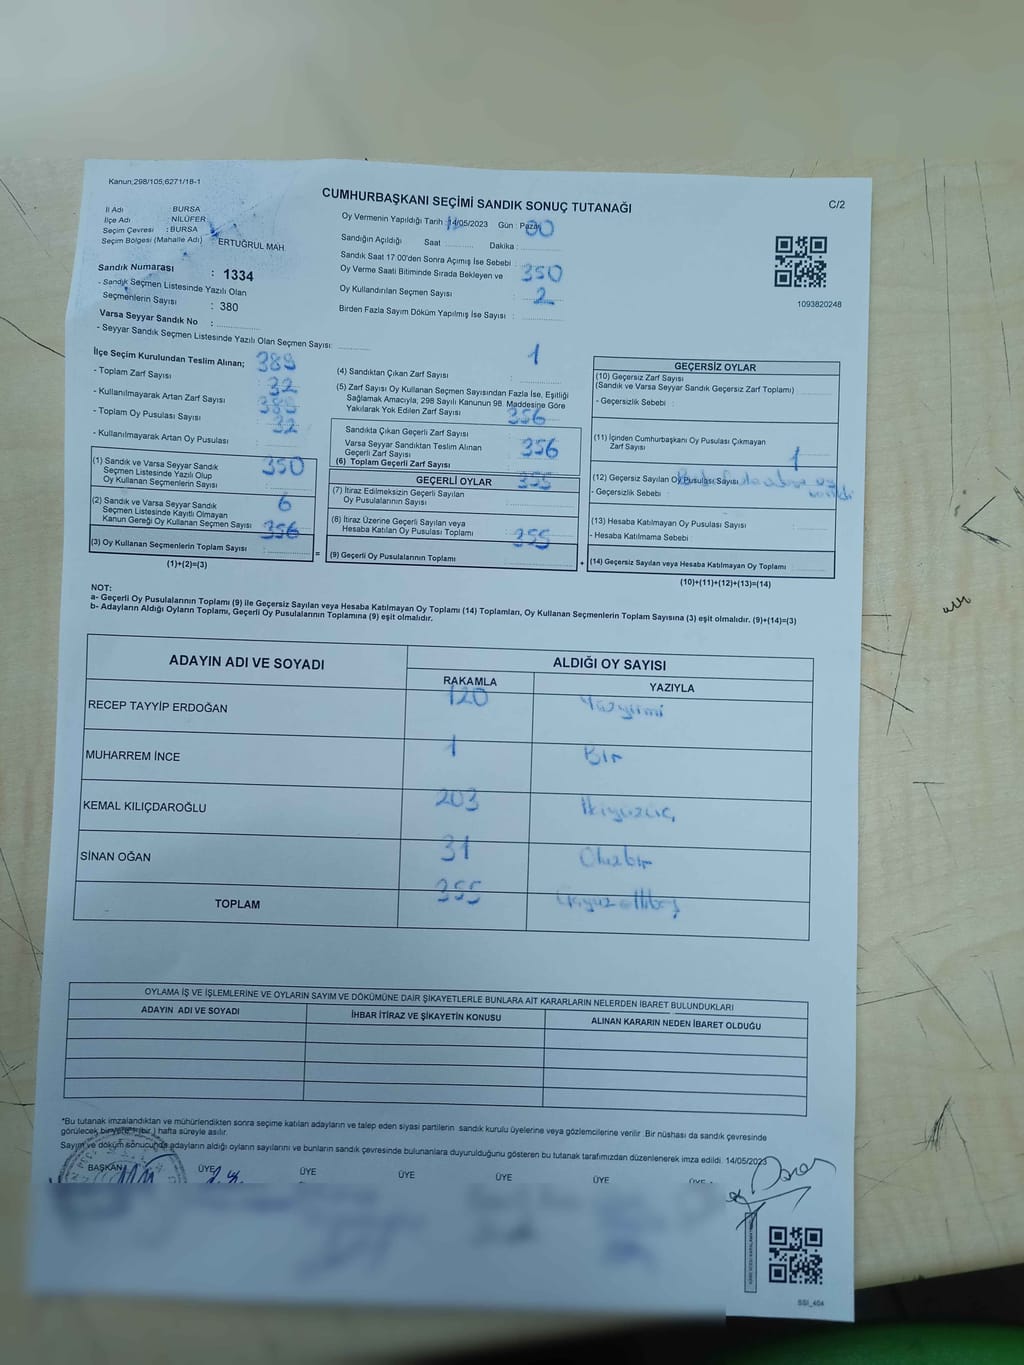 Kanun;298/105;6271/18-1
CUMHURBAŞKANI SEÇİMİ SANDIK SONUÇ TUTANAĞI
C/2
İl Adı : BURSA
İlçe Adı : NİLÜFER
Seçim Çevresi : BURSA
Seçim Bölgesi (Mahalle Adı) ERTUĞRUL MAH.
Sandık Numarası : 1334
- Sandık Seçmen Listesinde Yazılı Olan
Seçmenlerin Sayısı : 380
Varsa Seyyar Sandık No :
- Seyyar Sandık Seçmen Listesinde Yazılı Olan Seçmen Sayısı:
Oy Vermenin Yapıldığı Tarih 14/05/2023 Gün : Pazar
Sandığın Açıldığı Saat Dakika : 00
Sandık Saat 17:00'den Sonra Açımış İse Sebebi :
Oy Verme Saati Bitiminde Sırada Bekleyen ve 350
Oy Kullandırılan Seçmen Sayısı : 2
Birden Fazla Sayım Döküm Yapılmış İse Sayısı :
1093820248
İlçe Seçim Kurulundan Teslim Alınan;
- Toplam Zarf Sayısı : 389
- Kullanılmayarak Artan Zarf Sayısı : 32
- Toplam Oy Pusulası Sayısı : 389
- Kullanılmayarak Artan Oy Pusulası : 32
(1) Sandık ve Varsa Seyyar Sandık
Seçmen Listesinde Yazılı Olup
Oy Kullanan Seçmenlerin Sayısı : 350
(2) Sandık ve Varsa Seyyar Sandık
Seçmen Listesinde Kayıtlı Olmayan
Kanun Gereği Oy Kullanan Seçmen Sayısı : 6
(3) Oy Kullanan Seçmenlerin Toplam Sayısı : 356 =
(1)+(2)=(3)
1
(4) Sandıktan Çıkan Zarf Sayısı :
(5) Zarf Sayısı Oy Kullanan Seçmen Sayısından Fazla İse, Eşitliği
Sağlamak Amacıyla; 298 Sayılı Kanunun 98. Maddesine Göre
Yakılarak Yok Edilen Zarf Sayısı : 356
Sandıkta Çıkan Geçerli Zarf Sayısı
Varsa Seyyar Sandıktan Teslim Alınan
Geçerli Zarf Sayısı : 356
(6) Toplam Geçerli Zarf Sayısı
GEÇERLİ OYLAR
355
(7) İtiraz Edilmeksizin Geçerli Sayılan
Oy Pusulalarının Sayısı :
(8) İtiraz Üzerine Geçerli Sayılan veya
Hesaba Katılan Oy Pusulası Toplamı : 355
(9) Geçerli Oy Pusulalarının Toplamı : +
GEÇERSİZ OYLAR
(10) Geçersiz Zarf Sayısı
(Sandık ve Varsa Seyyar Sandık Geçersiz Zarf Toplamı)
- Geçersizlik Sebebi :
(11) İçinden Cumhurbaşkanı Oy Pusulası Çıkmayan
Zarf Sayısı : 1
(12) Geçersiz Sayılan Oy Pusulası Sayısı
- Geçersizlik Sebebi :
(13) Hesaba Katılmayan Oy Pusulası Sayısı
- Hesaba Katılmama Sebebi :
(14) Geçersiz Sayılan veya Hesaba Katılmayan Oy Toplamı
(10)+(11)+(12)+(13)=(14)
NOT:
a- Geçerli Oy Pusulalarının Toplamı (9) ile Geçersiz Sayılan veya Hesaba Katılmayan Oy Toplamı (14) Toplamları, Oy Kullanan Seçmenlerin Toplam Sayısına (3) eşit olmalıdır. (9)+(14)=(3)
b- Adayların Aldığı Oyların Toplamı, Geçerli Oy Pusulalarının Toplamına (9) eşit olmalıdır.
ADAYIN ADI VE SOYADI
ALDIĞI OY SAYISI
RAKAMLA YAZIYLA
RECEP TAYYİP ERDOĞAN 120 Yüzyirmi
MUHARREM İNCE 1 Bir
KEMAL KILIÇDAROĞLU 203 İkiyüzüç
SİNAN OĞAN 31 Otuzbir
TOPLAM 355 Üçyüzellibeş
OYLAMA İŞ VE İŞLEMLERİNE VE OYLARIN SAYIM VE DÖKÜMÜNE DAİR ŞİKAYETLERLE BUNLARA AİT KARARLARIN NELERDEN İBARET BULUNDUKLARI
ADAYIN ADI VE SOYADI İHBAR İTİRAZ VE ŞİKAYETİN KONUSU ALINAN KARARIN NEDEN İBARET OLDUĞU
*Bu tutanak imzalandıktan ve mühürlendikten sonra seçime katılan adayların ve talep eden siyasi partilerin sandık kurulu üyelerine veya gözlemcilerine verilir. Bir nüshası da sandık çevresinde
görülecek bir yere 1 (bir ) hafta süreyle asılır.
Sayım ve döküm sonucunda adayların aldığı oyların sayılarını ve bunların sandık çevresinde bulunanlara duyurulduğunu gösteren bu tutanak tarafımızdan düzenlenerek imza edildi. 14/05/2023
BAŞKAN ÜYE ÜYE ÜYE ÜYE ÜYE ÜYE
SSI_404